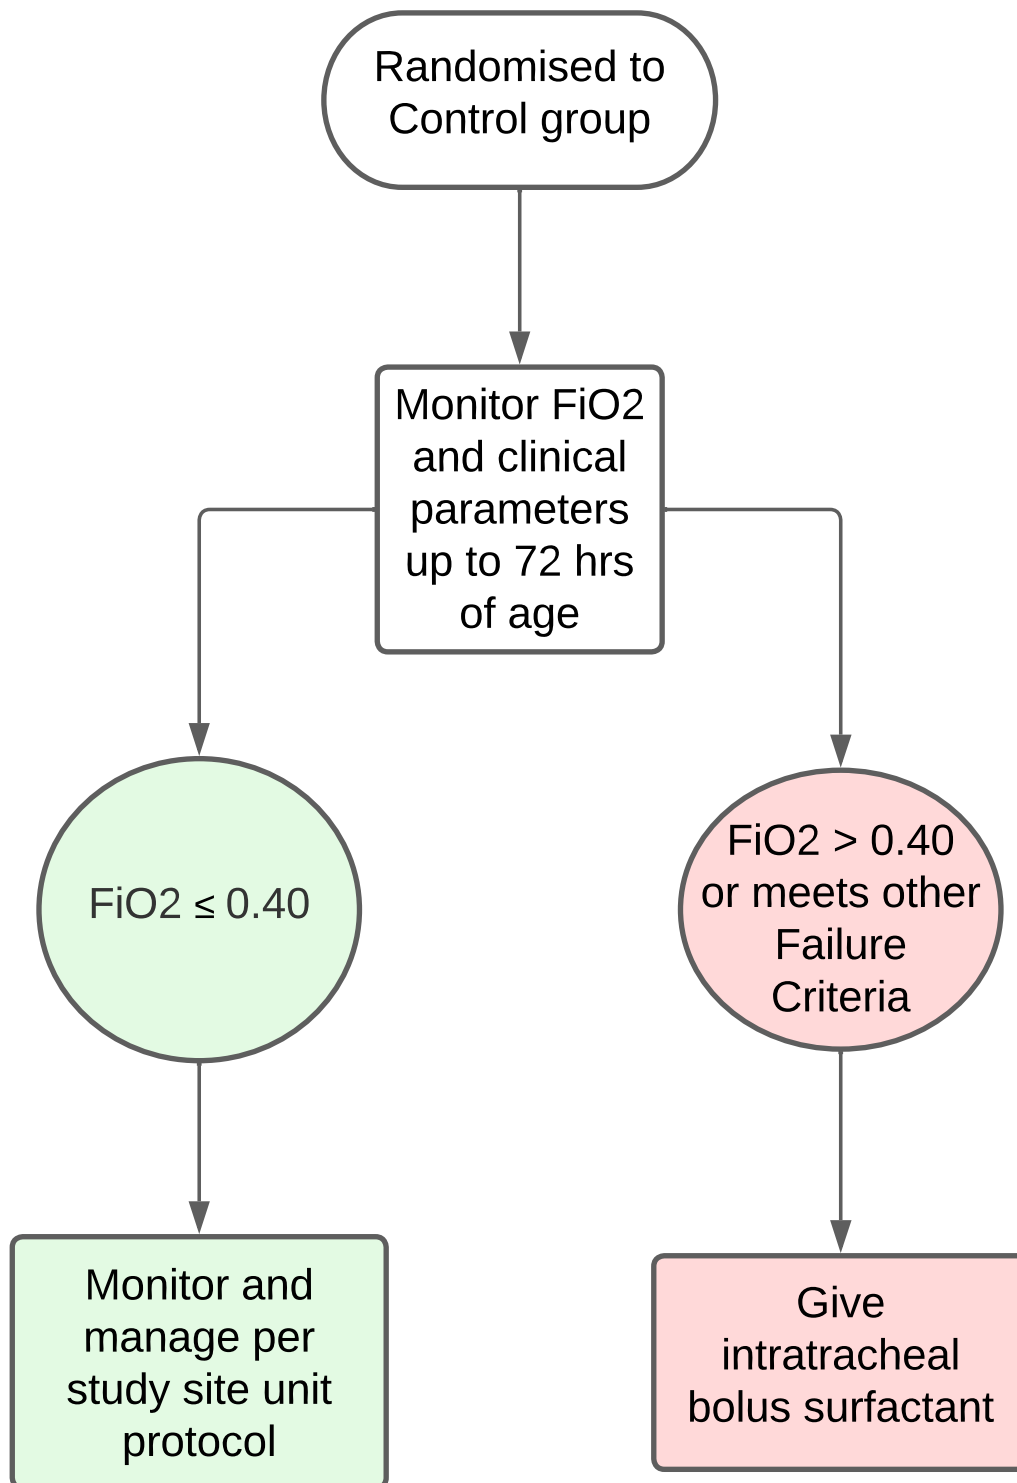 Randomised to
Control group
Monitor FiO2
and clinical
parameters
up to 72 hrs
of age
FiO2 ≤ 0.40
FiO2 > 0.40
or meets other
Failure
Criteria
Monitor and
manage per
study site unit
protocol
Give
intratracheal
bolus surfactant